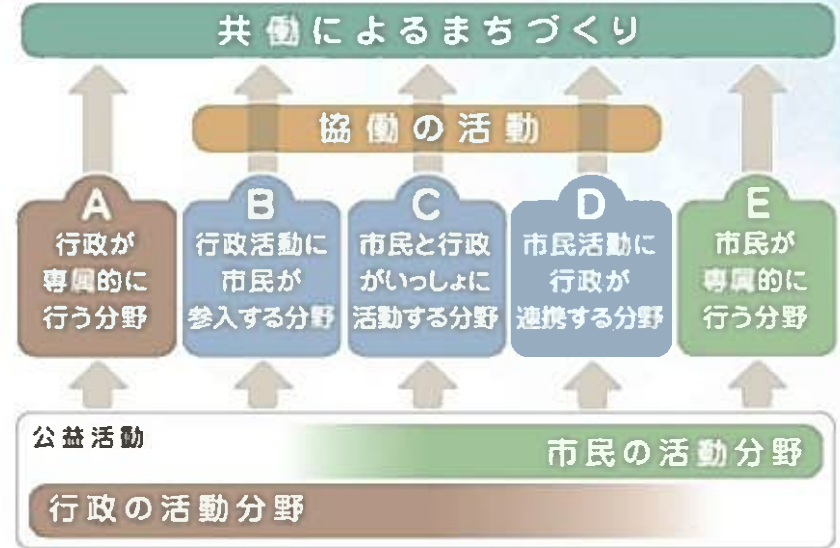 共働によるまちづくり
協働の活動
A
行政が
専属的に
行う分野
B
行政活動に
市民が
参入する分野
C
市民と行政
がいっしょに
活動する分野
D
市民活動に
行政が
連携する分野
E
市民が
専属的に
行う分野
公益活動
市民の活動分野
行政の活動分野